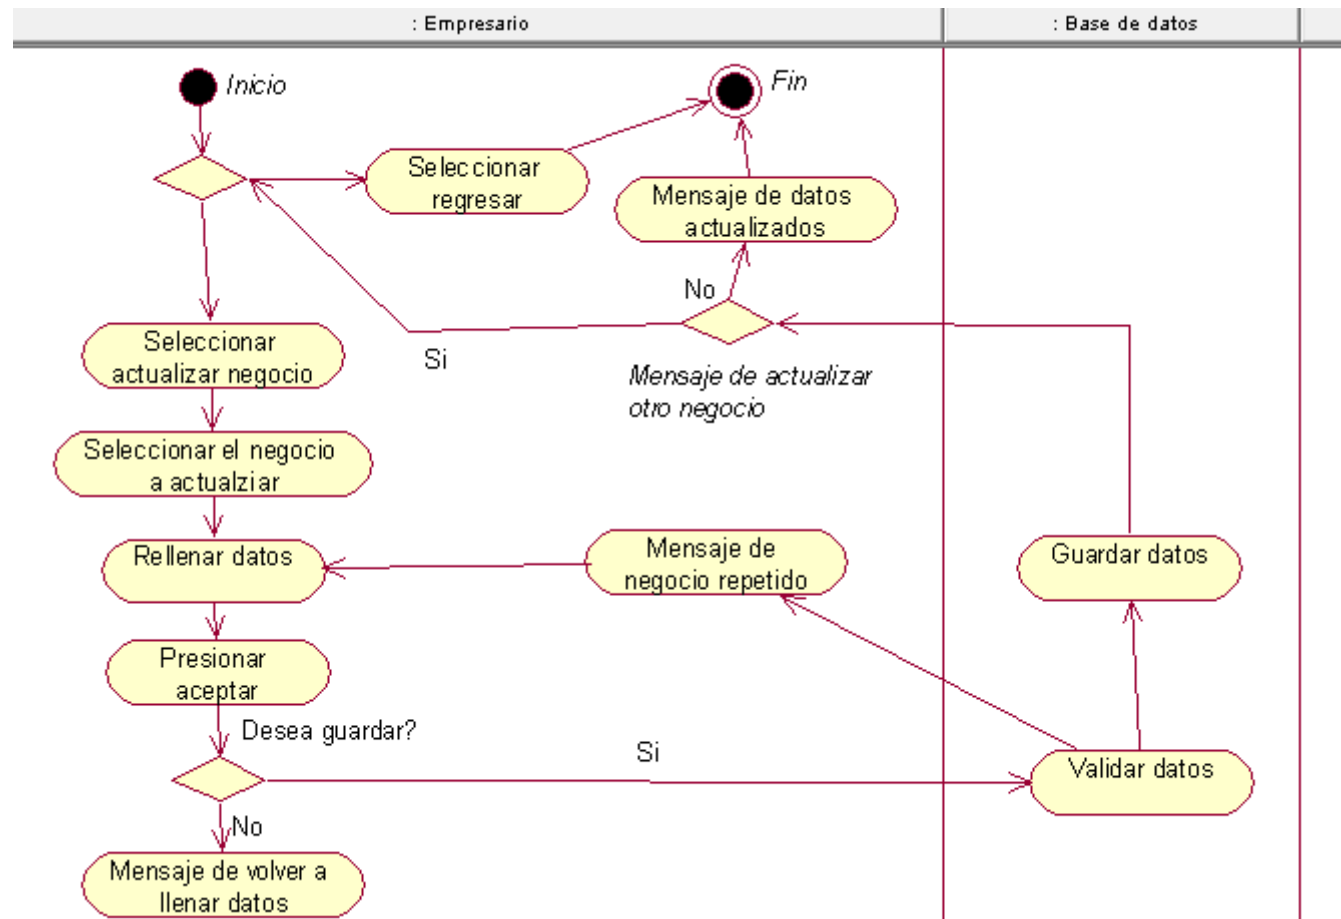 : Empresario
: Base de datos
Inicio
Fin
Seleccionar
regresar
Mensaje de datos
actualizados
No
Si
Seleccionar
actualizar negocio
Mensaje de actualizar
otro negocio
Seleccionar el negocio
a actualziar
Rellenar datos
Mensaje de
negocio repetido
Guardar datos
Presionar
aceptar
Desea guardar?
Si
Validar datos
No
Mensaje de volver a
llenar datos